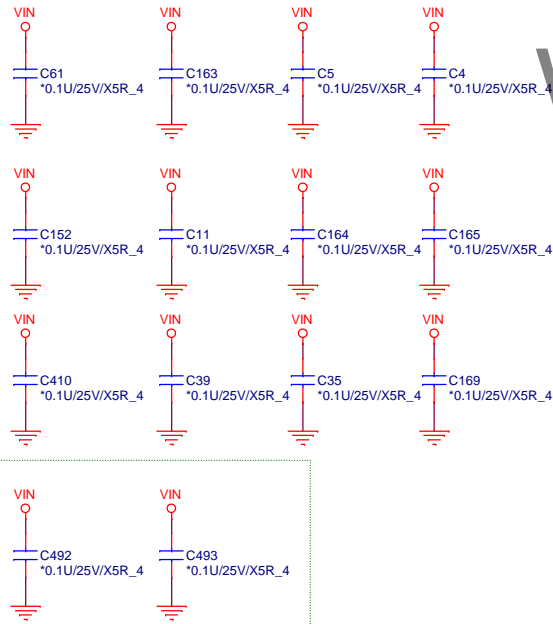 VIN VIN VIN VIN
C61 C163 C5 C4
*0.1U/25V/X5R_4 *0.1U/25V/X5R_4 *0.1U/25V/X5R_4 *0.1U/25V/X5R_4
VIN VIN VIN VIN
C152 C11 C164 C165
*0.1U/25V/X5R_4 *0.1U/25V/X5R_4 *0.1U/25V/X5R_4 *0.1U/25V/X5R_4
VIN VIN VIN VIN
C410 C39 C35 C169
*0.1U/25V/X5R_4 *0.1U/25V/X5R_4 *0.1U/25V/X5R_4 *0.1U/25V/X5R_4
VIN VIN
C492 C493
*0.1U/25V/X5R_4 *0.1U/25V/X5R_4